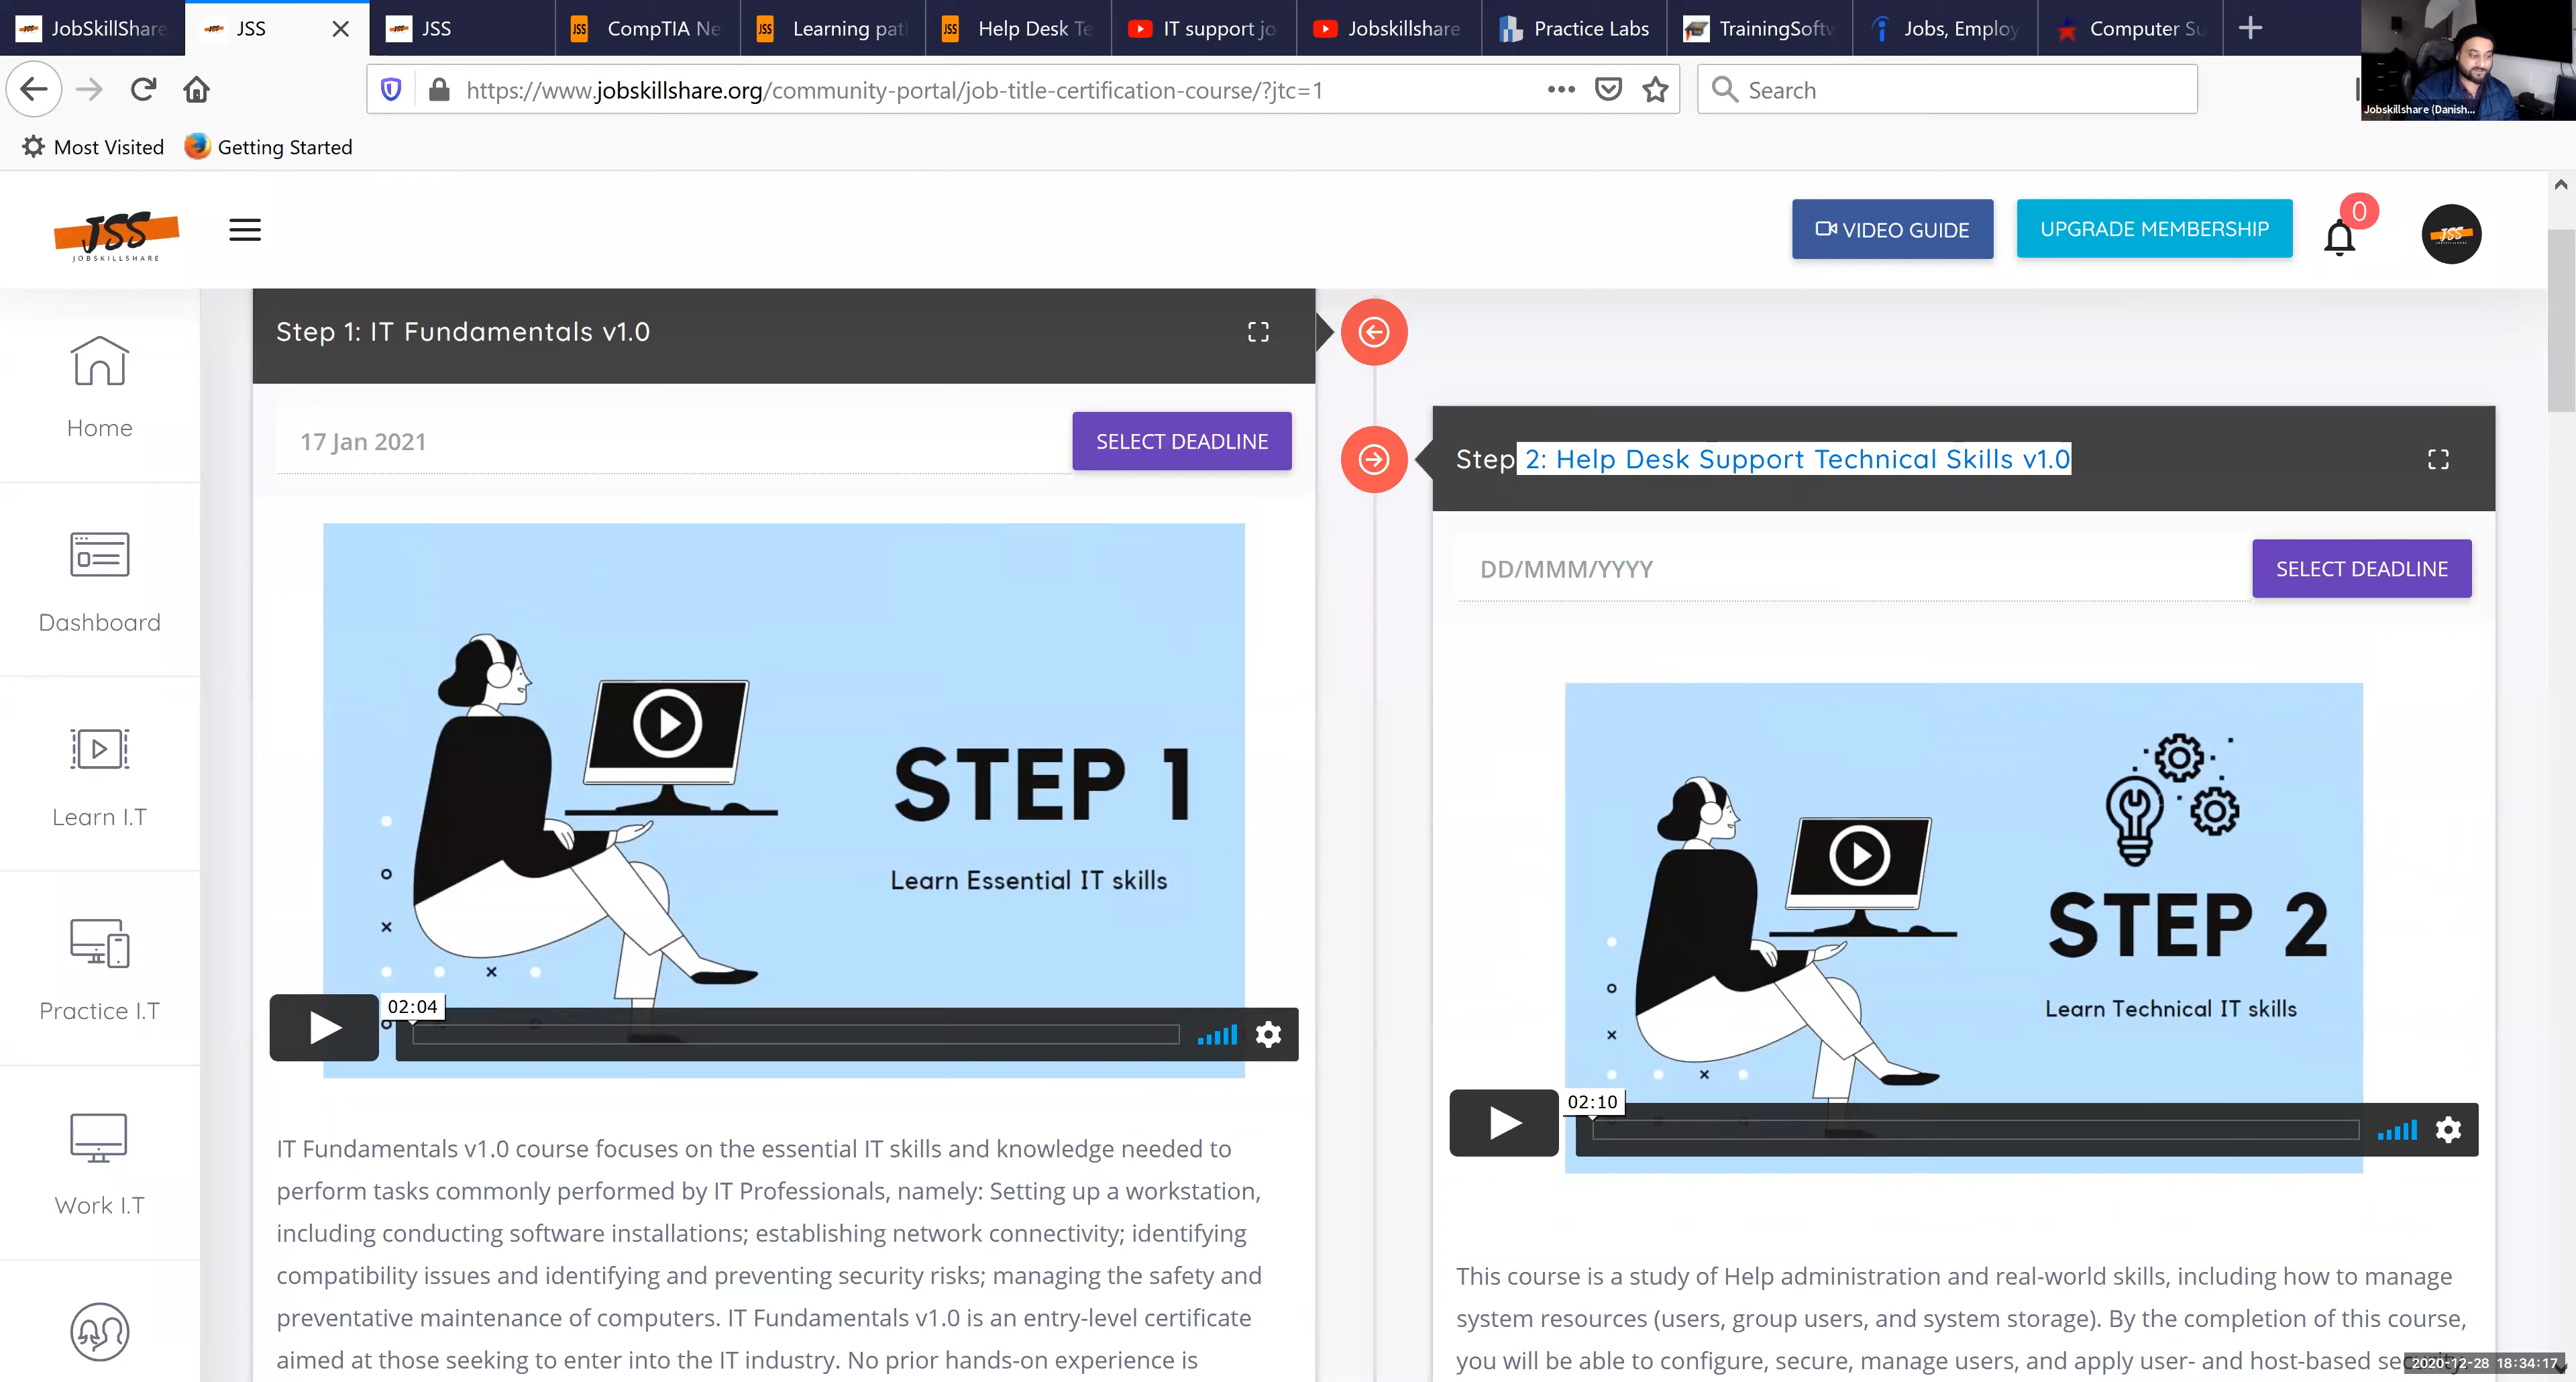 JobSkillShare
JSS
JSS
CompTIA Ne
Learning pat
Help Desk Te
IT support jo
Jobskillshare
Practice Labs
TrainingSoftw
Jobs, Employ
Computer Su
https://www.jobskillshare.org/community-portal/job-title-certification-course/?jtc=1
Search
Jobskillshare (Danish...
Most Visited
Getting Started
JSS
JOBSKILLSHARE
VIDEO GUIDE
UPGRADE MEMBERSHIP
0
JSS
Home
Dashboard
Learn I.T
Practice I.T
Work I.T
Step 1: IT Fundamentals v1.0
17 Jan 2021
SELECT DEADLINE
STEP 1
Learn Essential IT skills
02:04
IT Fundamentals v1.0 course focuses on the essential IT skills and knowledge needed to
perform tasks commonly performed by IT Professionals, namely: Setting up a workstation,
including conducting software installations; establishing network connectivity; identifying
compatibility issues and identifying and preventing security risks; managing the safety and
preventative maintenance of computers. IT Fundamentals v1.0 is an entry-level certificate
aimed at those seeking to enter into the IT industry. No prior hands-on experience is
Step 2: Help Desk Support Technical Skills v1.0
DD/MMM/YYYY
SELECT DEADLINE
STEP 2
Learn Technical IT skills
02:10
This course is a study of Help administration and real-world skills, including how to manage
system resources (users, group users, and system storage). By the completion of this course,
you will be able to configure, secure, manage users, and apply user- and host-based security.
2020-12-28 18:34:17